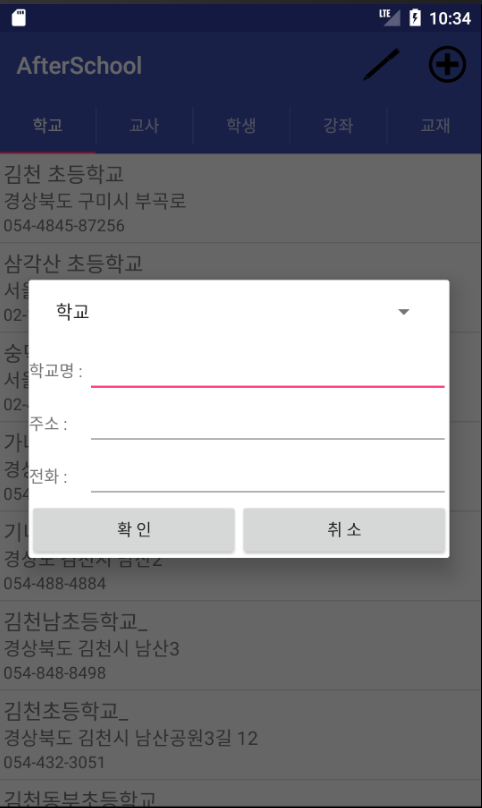 LTE 10:34
AfterSchool
학교 교사 학생 강좌 교재
김천 초등학교
경상북도 구미시 부곡로
054-4845-87256
삼각산 초등학교
서울
02-
학교
숭
서울
학교명 :
02-
주소 :
가
경상
전화 :
054
확 인 취 소
기
경상북도 김천시 남산2
054-488-4884
김천남초등학교_
경상북도 김천시 남산3
054-848-8498
김천초등학교_
경상북도 김천시 남산공원3길 12
054-432-3051
김천동부초등학교